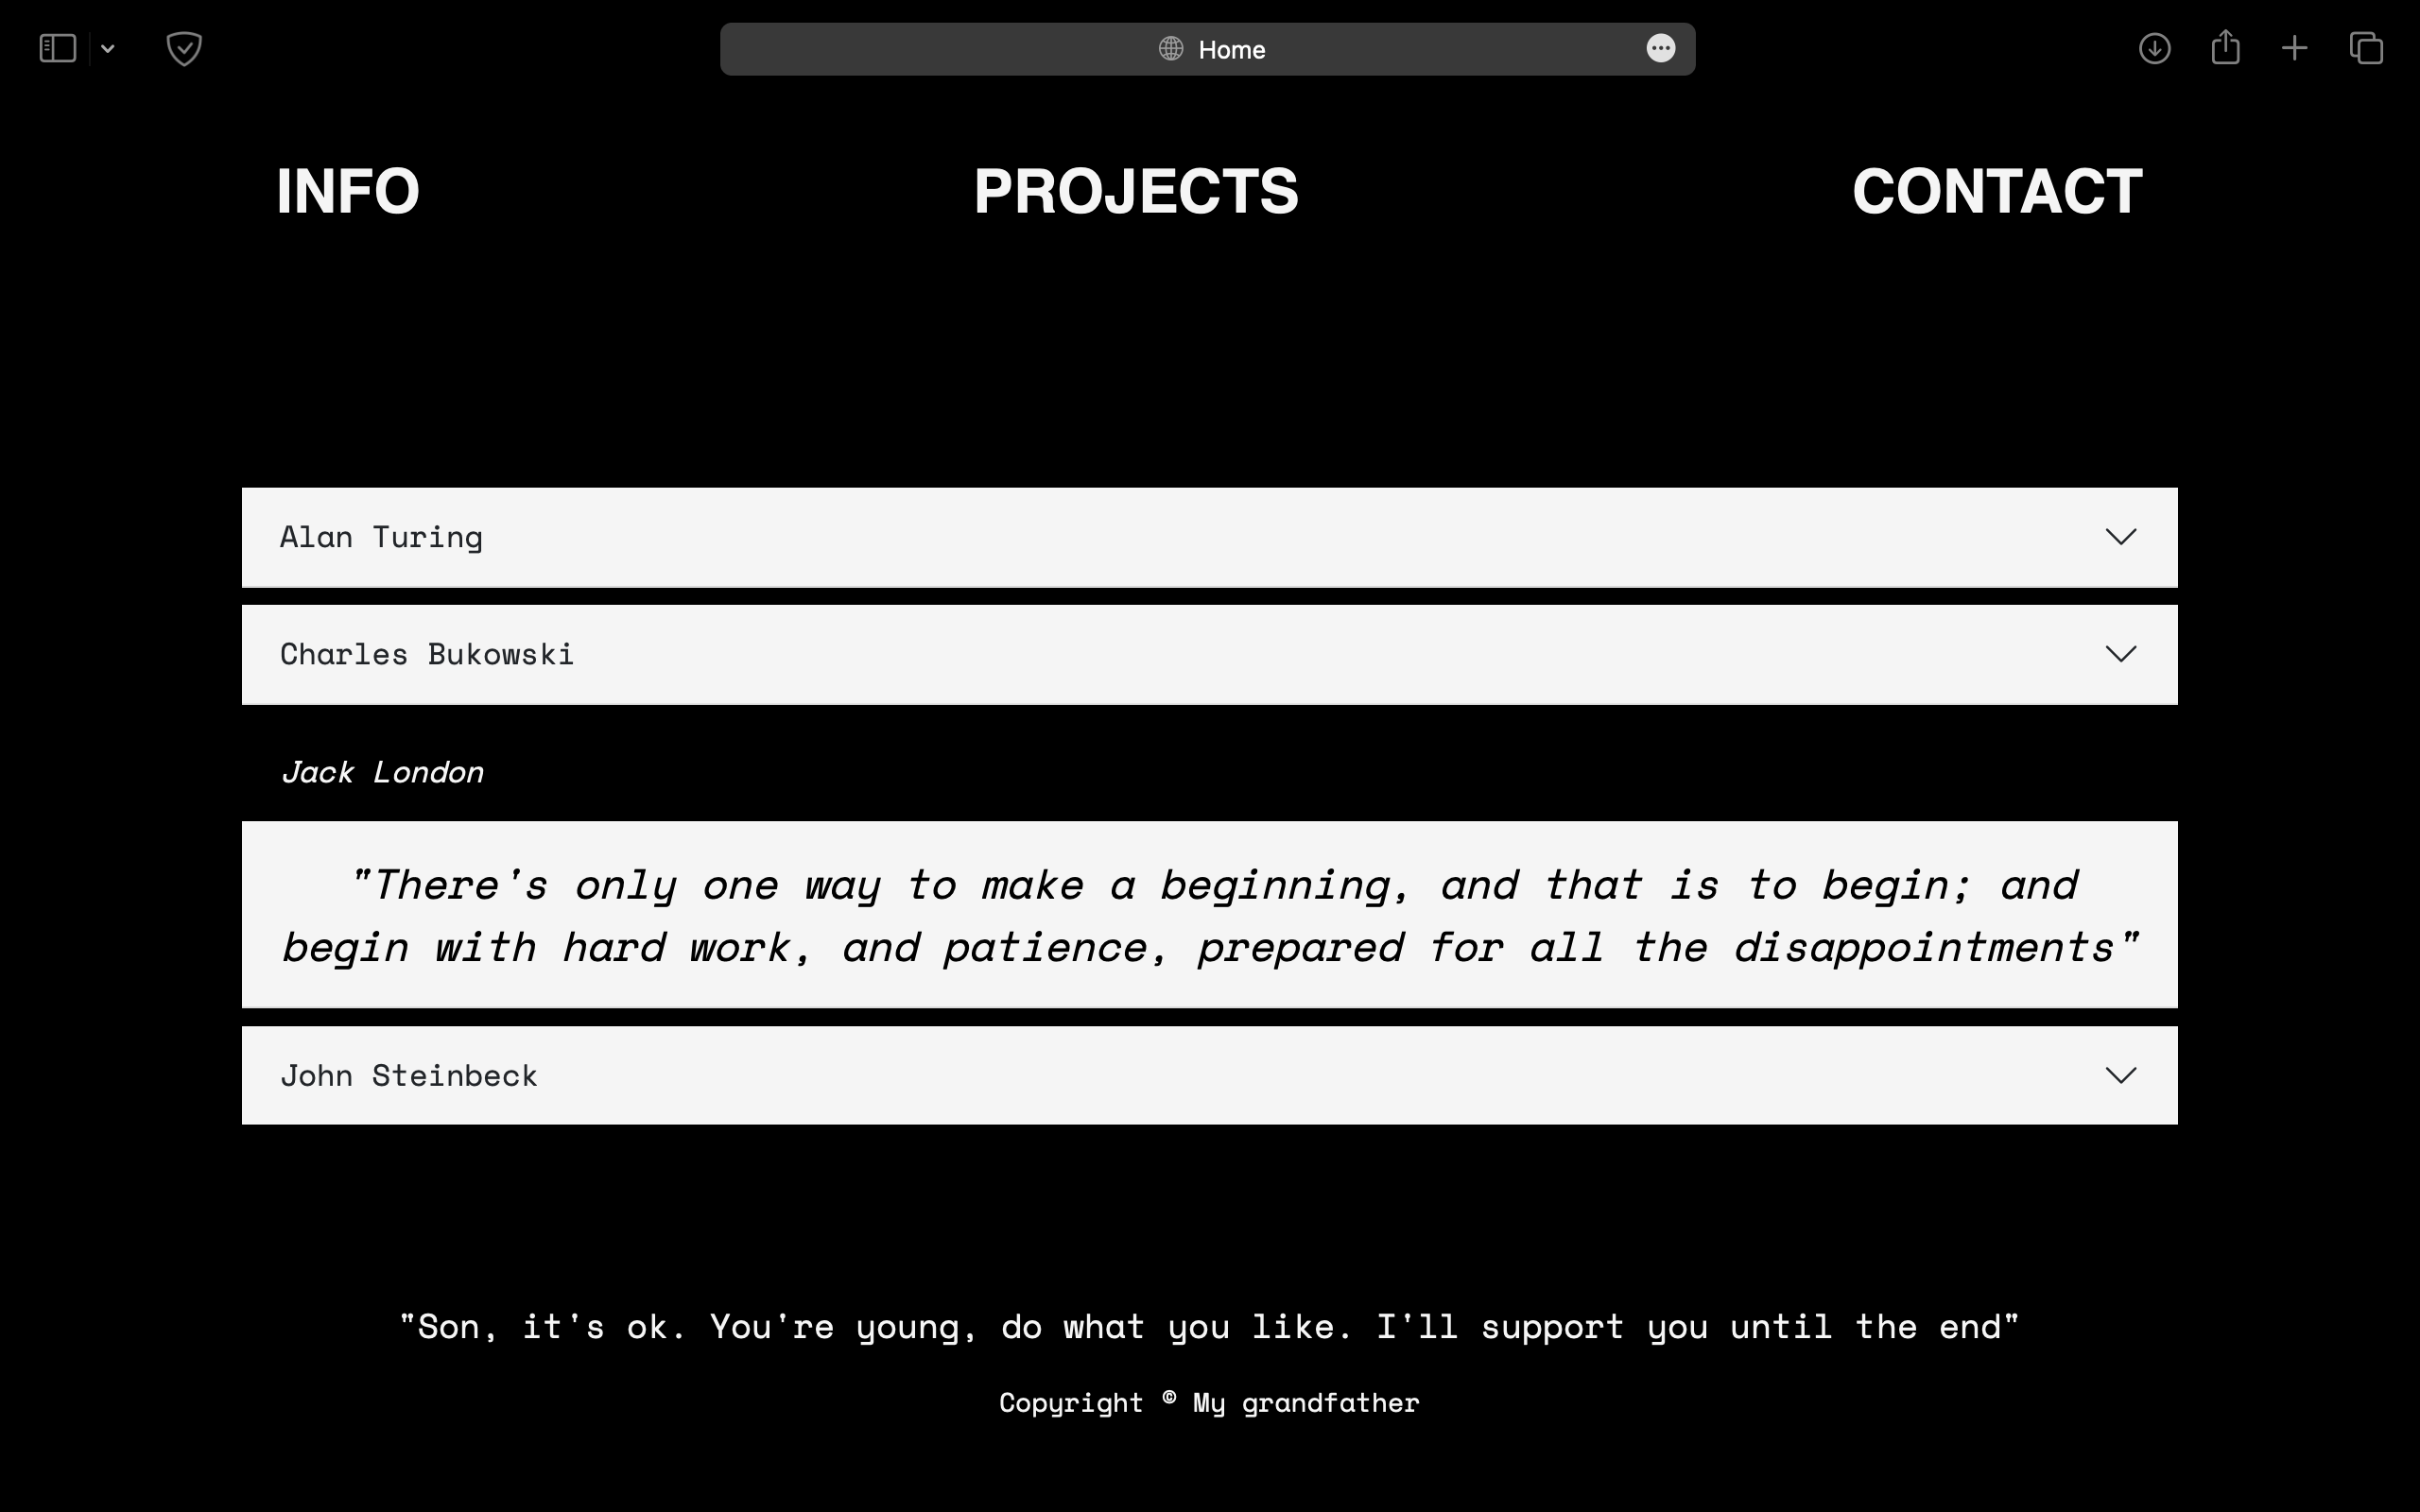 Home
INFO PROJECTS CONTACT
Alan Turing
Charles Bukowski
Jack London
"There's only one way to make a beginning, and that is to begin; and
begin with hard work, and patience, prepared for all the disappointments"
John Steinbeck
"Son, it's ok. You're young, do what you like. I'll support you until the end"
Copyright © My grandfather